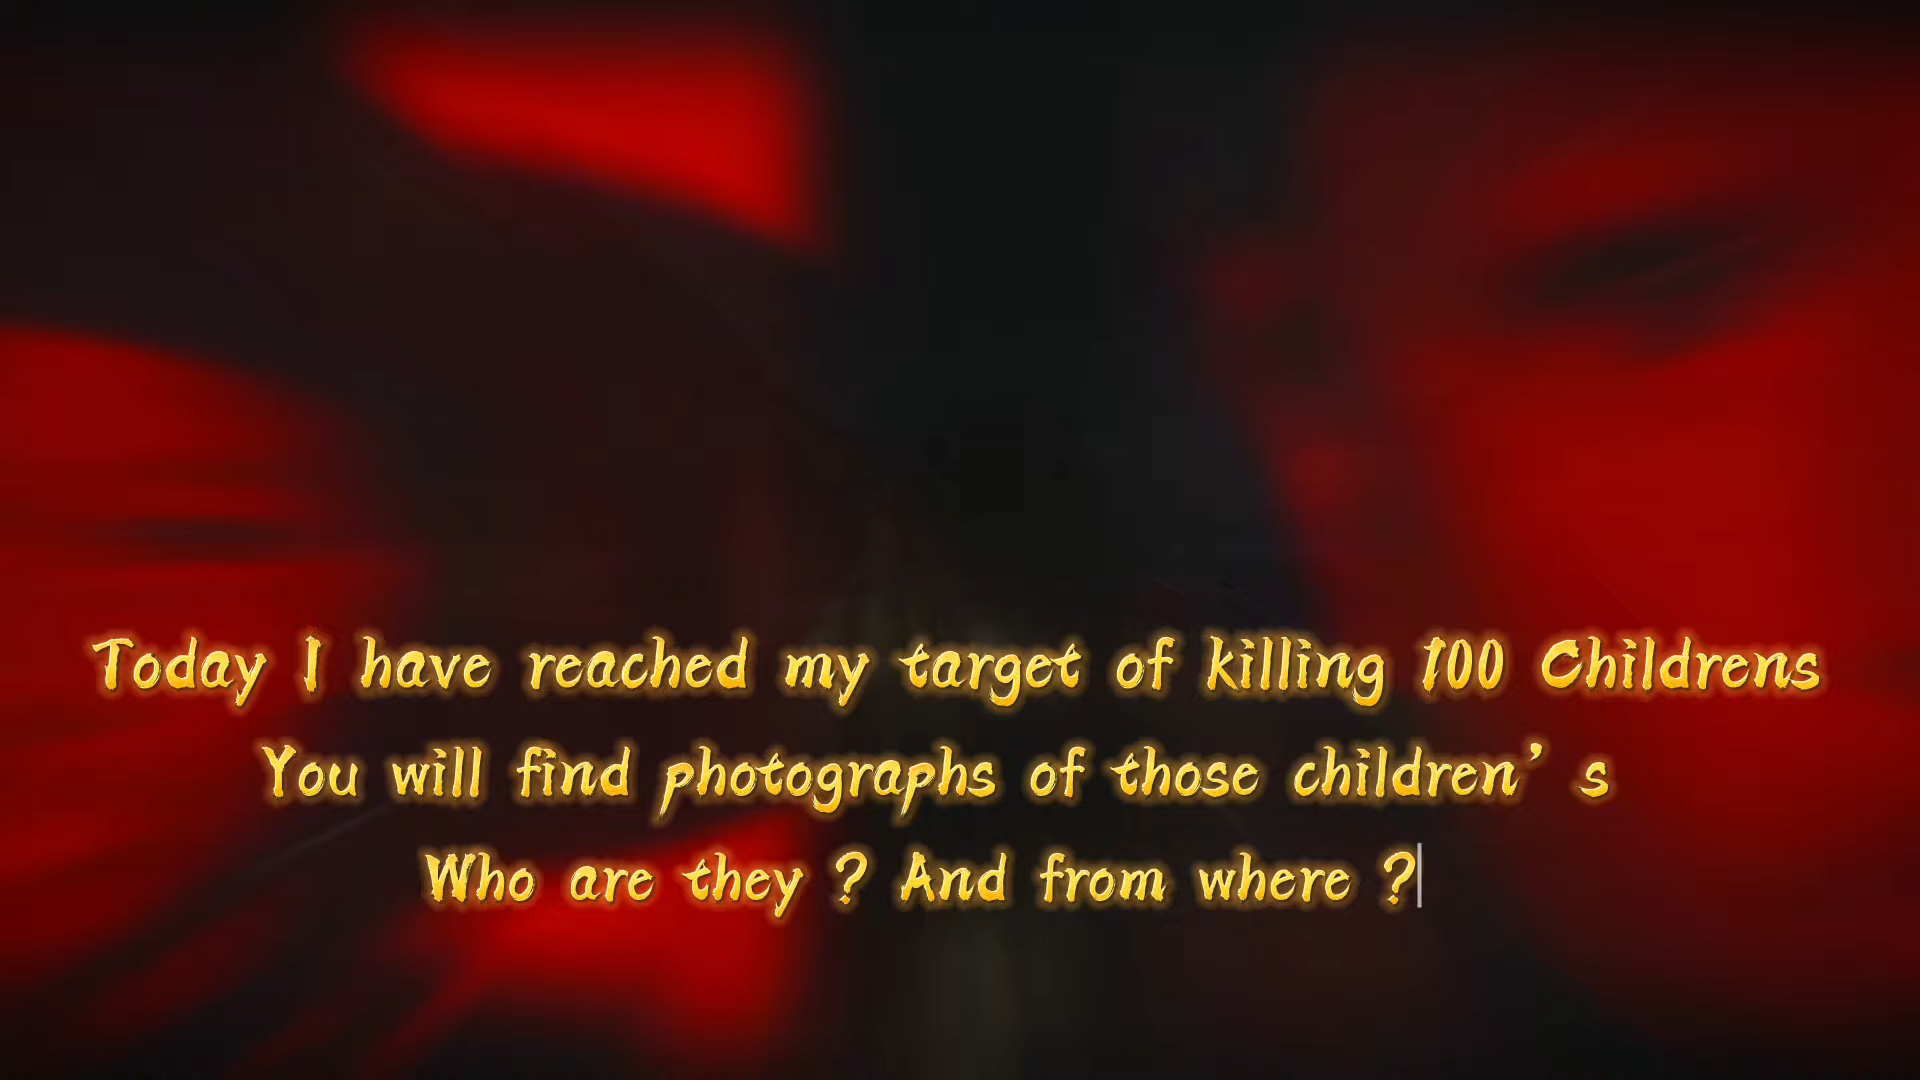 Today I have reached my target of killing 100 Childrens
You will find photographs of those children’ s
Who are they ? And from where ?